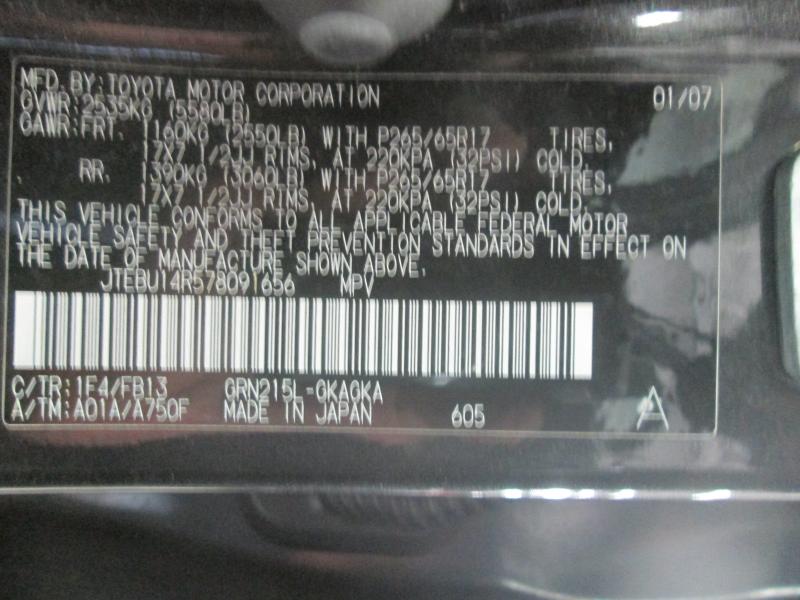 MFD. BY: TOYOTA MOTOR CORPORATION 01/07
GVWR: 2535KG (5580LB)
GAWR: FRT. 1160KG (2550LB) WITH P265/65R17 TIRES,
17X7 1/2JJ RIMS, AT 220KPA (32PSI) COLD.
RR. 1390KG (3060LB) WITH P265/65R17 TIRES,
17X7 1/2JJ RIMS, AT 220KPA (32PSI) COLD.
THIS VEHICLE CONFORMS TO ALL APPLICABLE FEDERAL MOTOR
VEHICLE SAFETY AND THEFT PREVENTION STANDARDS IN EFFECT ON
THE DATE OF MANUFACTURE SHOWN ABOVE.
JTEBU14R578091656 MPV
C/TR: 1F4/FB13 GRN215L-GKAGKA
A/TM: A01A/A750F MADE IN JAPAN 605 A